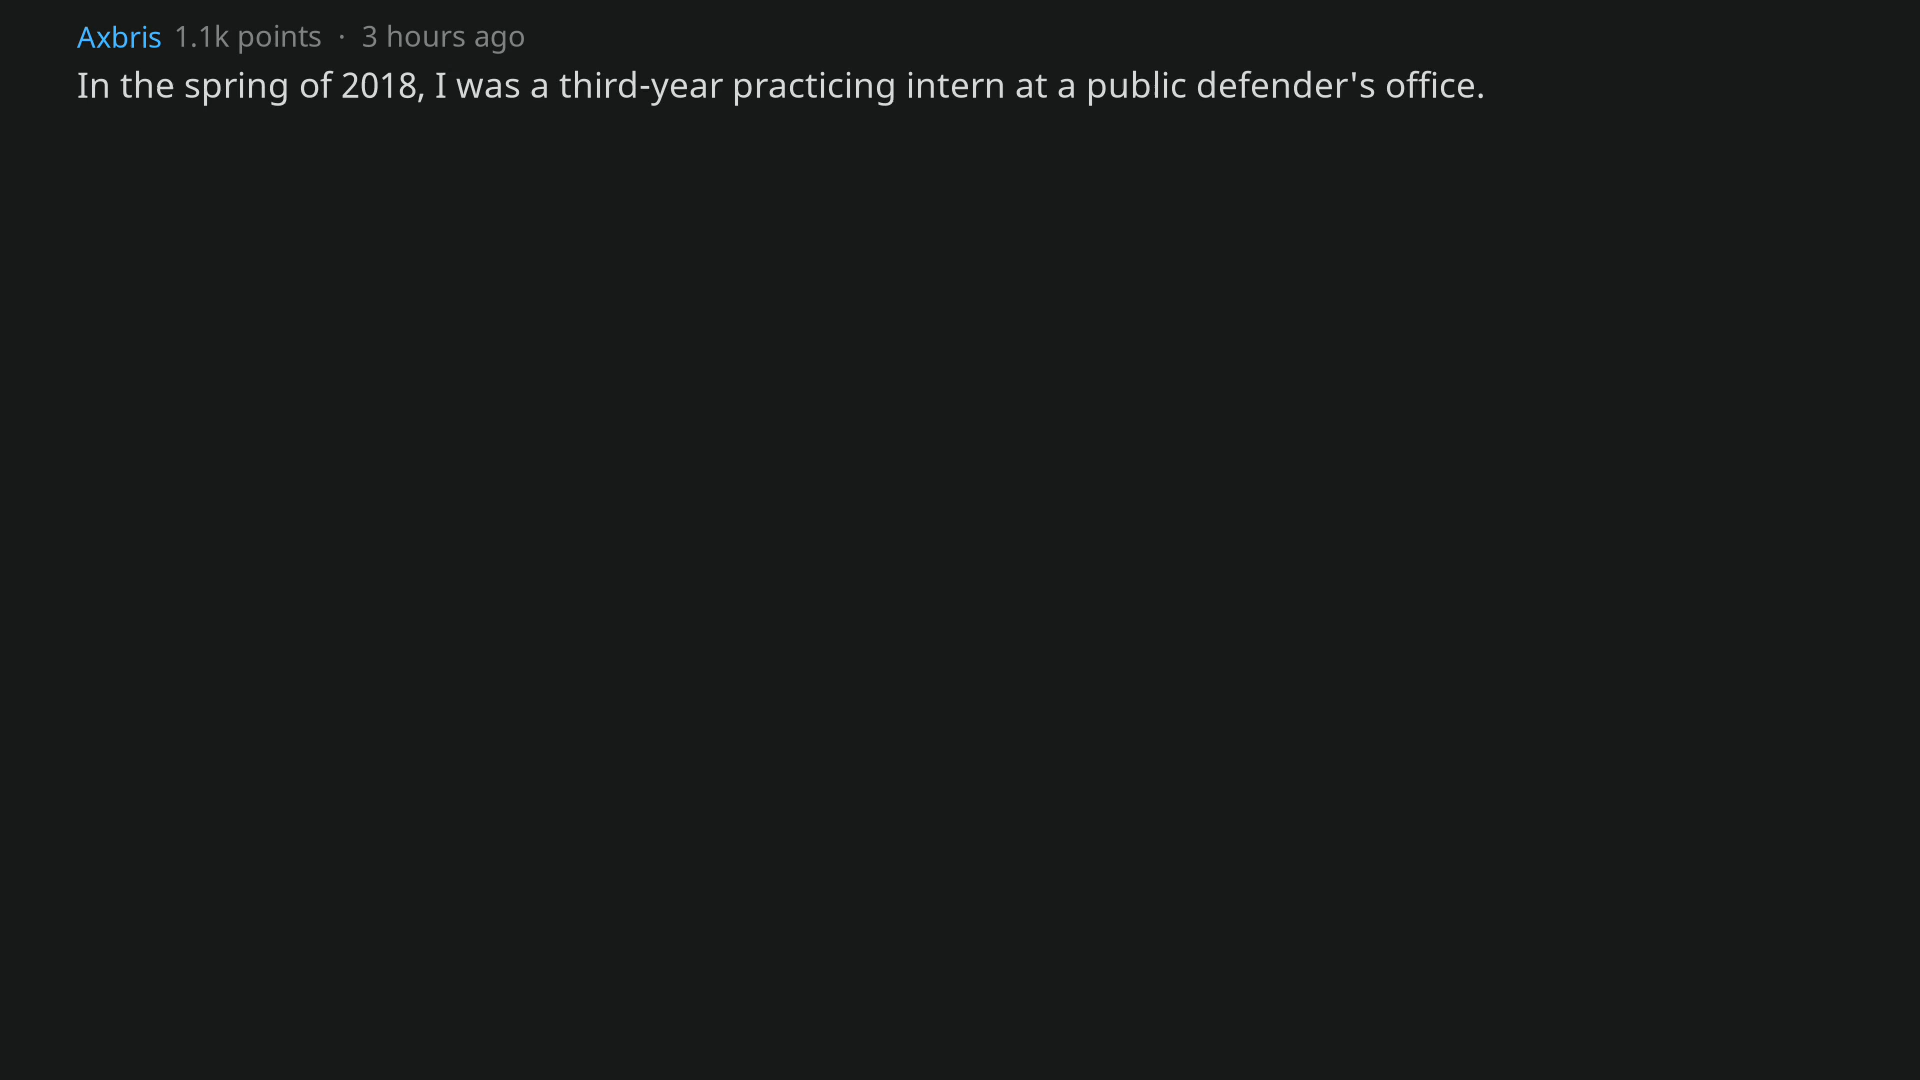 Axbris 1.1k points · 3 hours ago
In the spring of 2018, I was a third-year practicing intern at a public defender's office.